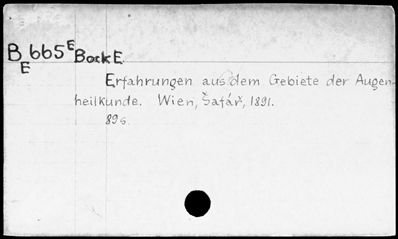 B 665 E Bock E.
E
Erfahrungen aus dem Gebiete der Augen-
heilkunde. Wien, Šafář, 1891.
89 s.